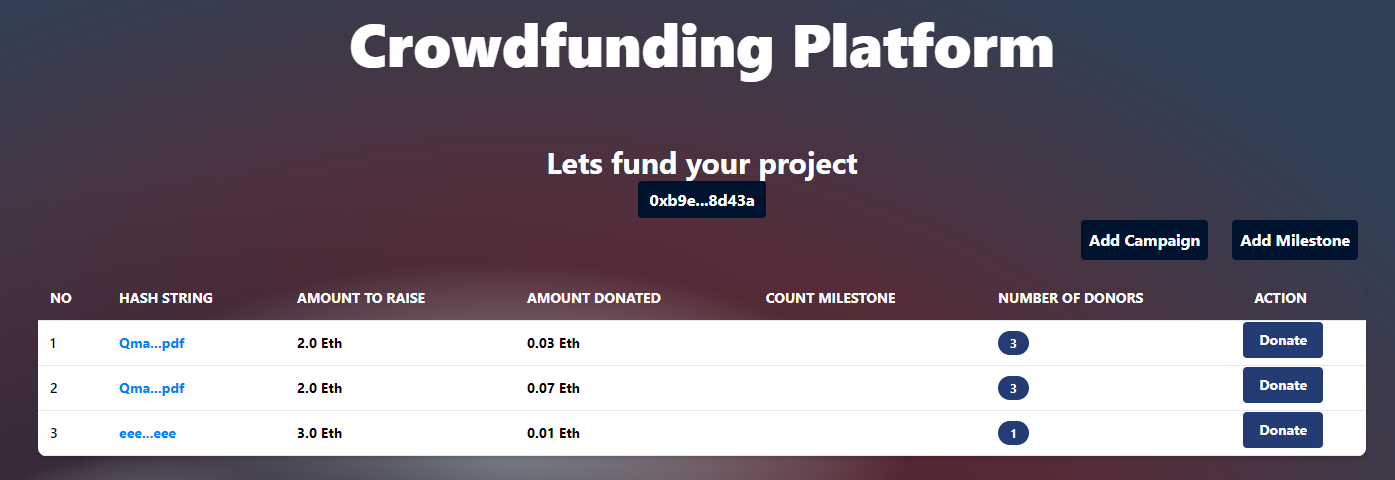 Crowdfunding Platform
Lets fund your project
0xb9e...8d43a
Add Campaign Add Milestone
NO HASH STRING AMOUNT TO RAISE AMOUNT DONATED COUNT MILESTONE NUMBER OF DONORS ACTION
1 Qma...pdf 2.0 Eth 0.03 Eth 3 Donate
2 Qma...pdf 2.0 Eth 0.07 Eth 3 Donate
3 eee...eee 3.0 Eth 0.01 Eth 1 Donate